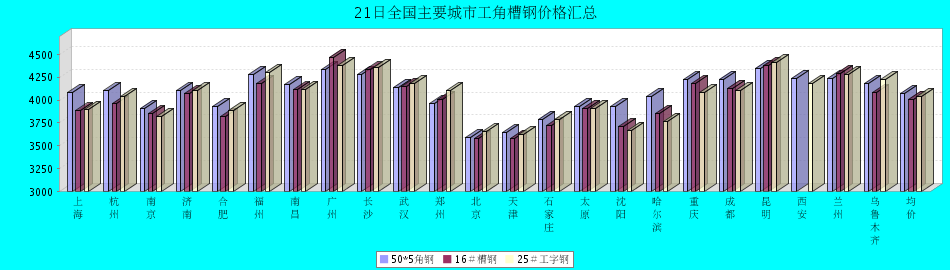 21日全国主要城市工角槽钢价格汇总
4500
4250
4000
3750
3500
3250
3000
上海
杭州
南京
济南
合肥
福州
南昌
广州
长沙
武汉
郑州
北京
天津
石家庄
太原
沈阳
哈尔滨
重庆
成都
昆明
西安
兰州
乌鲁木齐
均价
50*5角钢 16#槽钢 25#工字钢